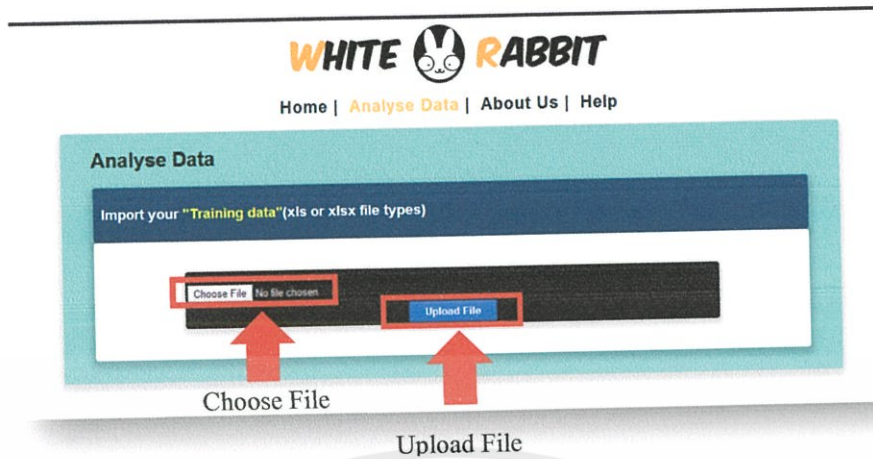 WHITE RABBIT
Home | Analyse Data | About Us | Help
Analyse Data
Import your "Training data"(xls or xlsx file types)
Choose File No file chosen
Upload File
Choose File
Upload File